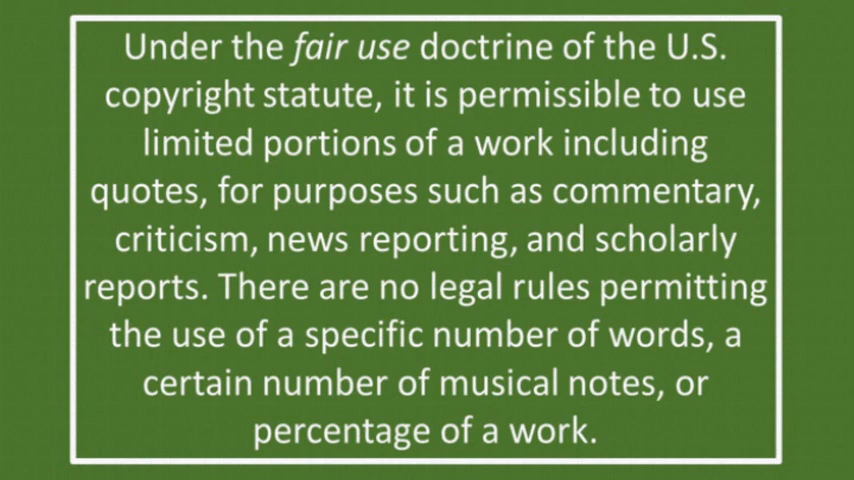 Under the fair use doctrine of the U.S.
copyright statute, it is permissible to use
limited portions of a work including
quotes, for purposes such as commentary,
criticism, news reporting, and scholarly
reports. There are no legal rules permitting
the use of a specific number of words, a
certain number of musical notes, or
percentage of a work.